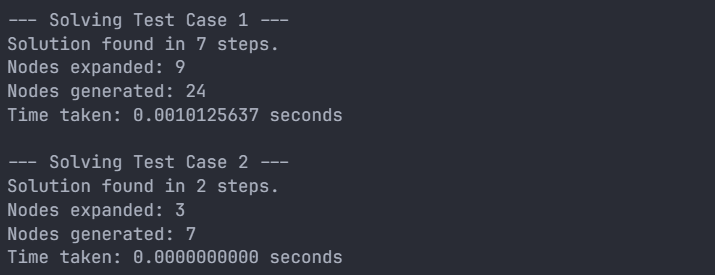 --- Solving Test Case 1 ---
Solution found in 7 steps.
Nodes expanded: 9
Nodes generated: 24
Time taken: 0.0010125637 seconds
--- Solving Test Case 2 ---
Solution found in 2 steps.
Nodes expanded: 3
Nodes generated: 7
Time taken: 0.0000000000 seconds